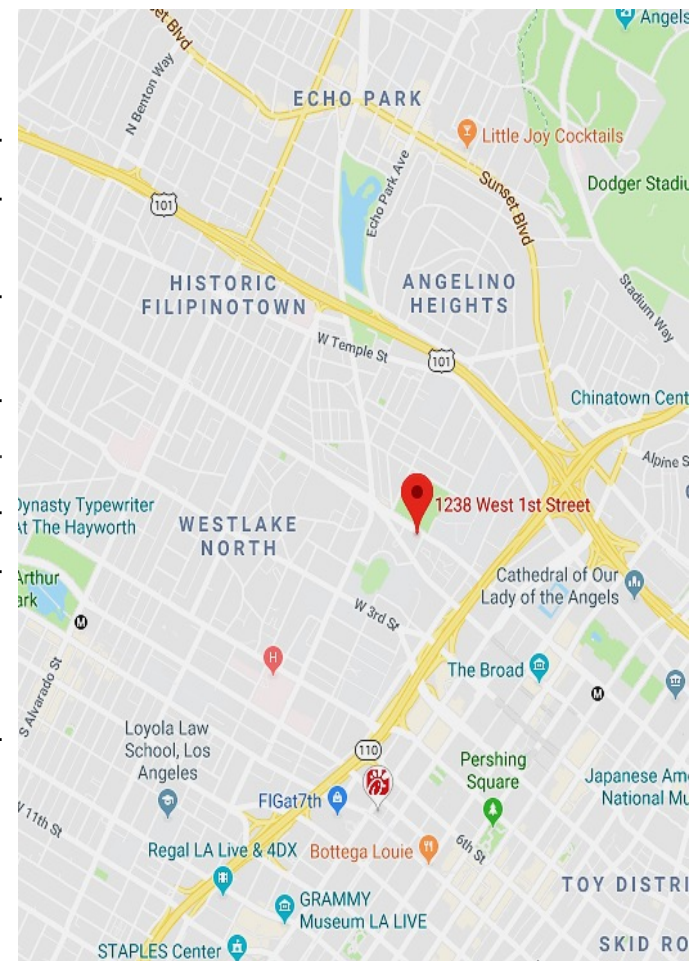 Angels
set Blvd
N Benton Way
ECHO PARK
Little Joy Cocktails
Echo Park Ave
Sunset Blvd
Dodger Stadiu
101
HISTORIC
FILIPINOTOWN
ANGELINO
HEIGHTS
Stadium Way
W Temple St
101
Chinatown Cent
Alpine S
Dynasty Typewriter
At The Hayworth
1238 West 1st Street
WESTLAKE
NORTH
Arthur
ark
M
Cathedral of Our
Lady of the Angels
W 3rd St
H
The Broad
M
S Alvarado St
Loyola Law
School, Los
Angeles
110
Pershing
Square
Japanese Ame
National Mu
FIGat7th
W 11th St
Regal LA Live & 4DX
Bottega Louie
6th St
TOY DISTRI
GRAMMY
Museum LA LIVE
SKID RO
STAPLES Center